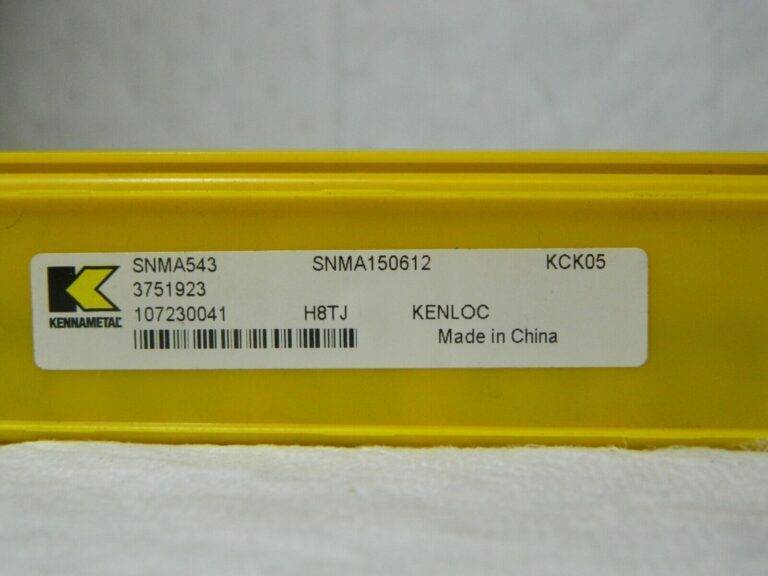 SNMA543 SNMA150612 KCK05
3751923
107230041 H8TJ KENLOC
KENNAMETAL
Made in China